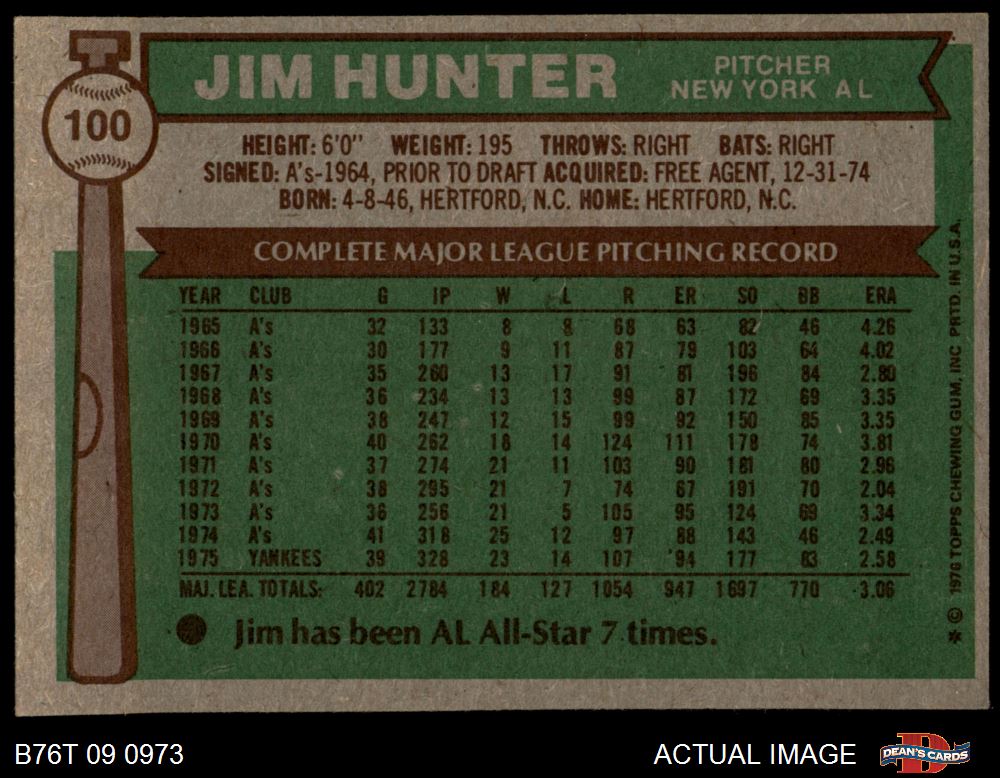 100
JIM HUNTER
PITCHER
NEW YORK AL
HEIGHT: 6'0" WEIGHT: 195 THROWS: RIGHT BATS: RIGHT
SIGNED: A's-1964, PRIOR TO DRAFT ACQUIRED: FREE AGENT, 12-31-74
BORN: 4-8-46, HERTFORD, N.C. HOME: HERTFORD, N.C.
COMPLETE MAJOR LEAGUE PITCHING RECORD
YEAR CLUB G IP W L R ER SO BB ERA
1965 A's 32 133 8 8 68 63 82 46 4.26
1966 A's 30 177 9 11 87 79 103 64 4.02
1967 A's 35 260 13 17 91 81 196 84 2.80
1968 A's 36 234 13 13 99 87 172 69 3.35
1969 A's 38 247 12 15 99 92 150 85 3.35
1970 A's 40 262 18 14 124 111 178 74 3.81
1971 A's 37 274 21 11 103 90 181 80 2.96
1972 A's 38 295 21 7 74 67 191 70 2.04
1973 A's 36 256 21 5 105 95 124 69 3.34
1974 A's 41 318 25 12 97 88 143 46 2.49
1975 YANKEES 39 328 23 14 107 94 177 83 2.58
MAJ. LEA. TOTALS: 402 2784 184 127 1054 947 1697 770 3.06
Jim has been AL All-Star 7 times.
* © 1976 TOPPS CHEWING GUM, INC PRTD. IN U.S.A.
B76T 09 0973
ACTUAL IMAGE
D
DEAN'S CARDS